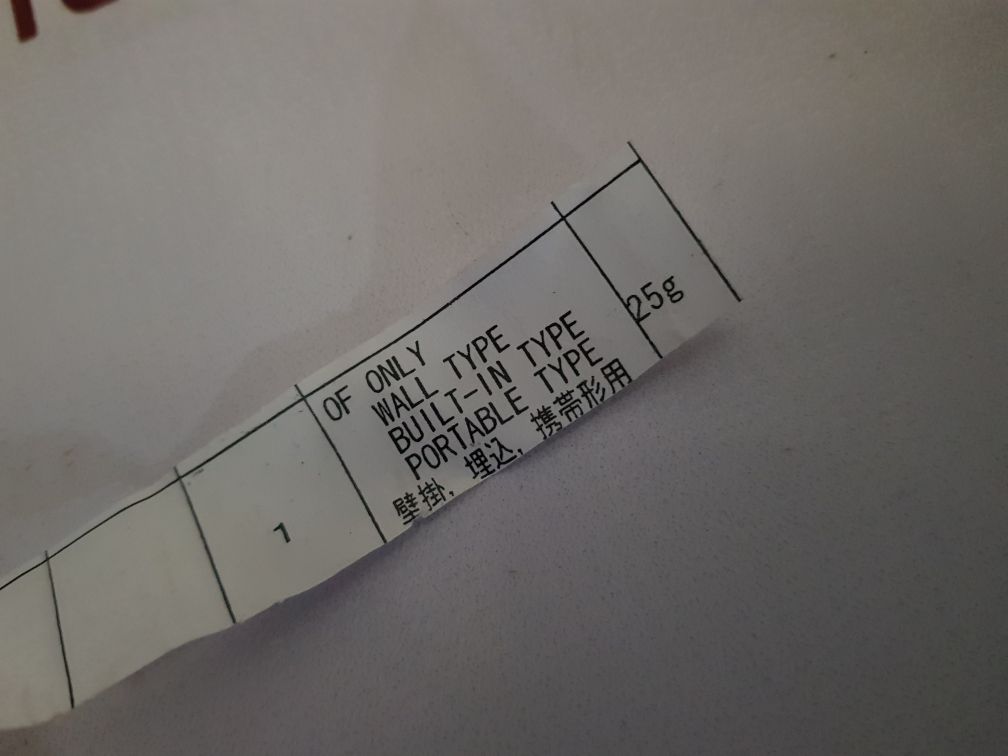 1
OF ONLY
WALL TYPE
BUILT-IN TYPE
PORTABLE TYPE
壁掛, 埋込, 携帯形用
25g